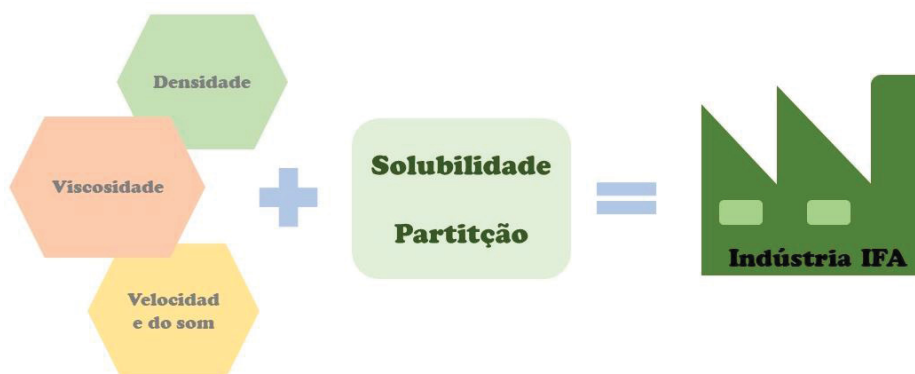 Densidade
Viscosidade
Velocidad
e do som
Solubilidade
Partitção
Indústria IFA